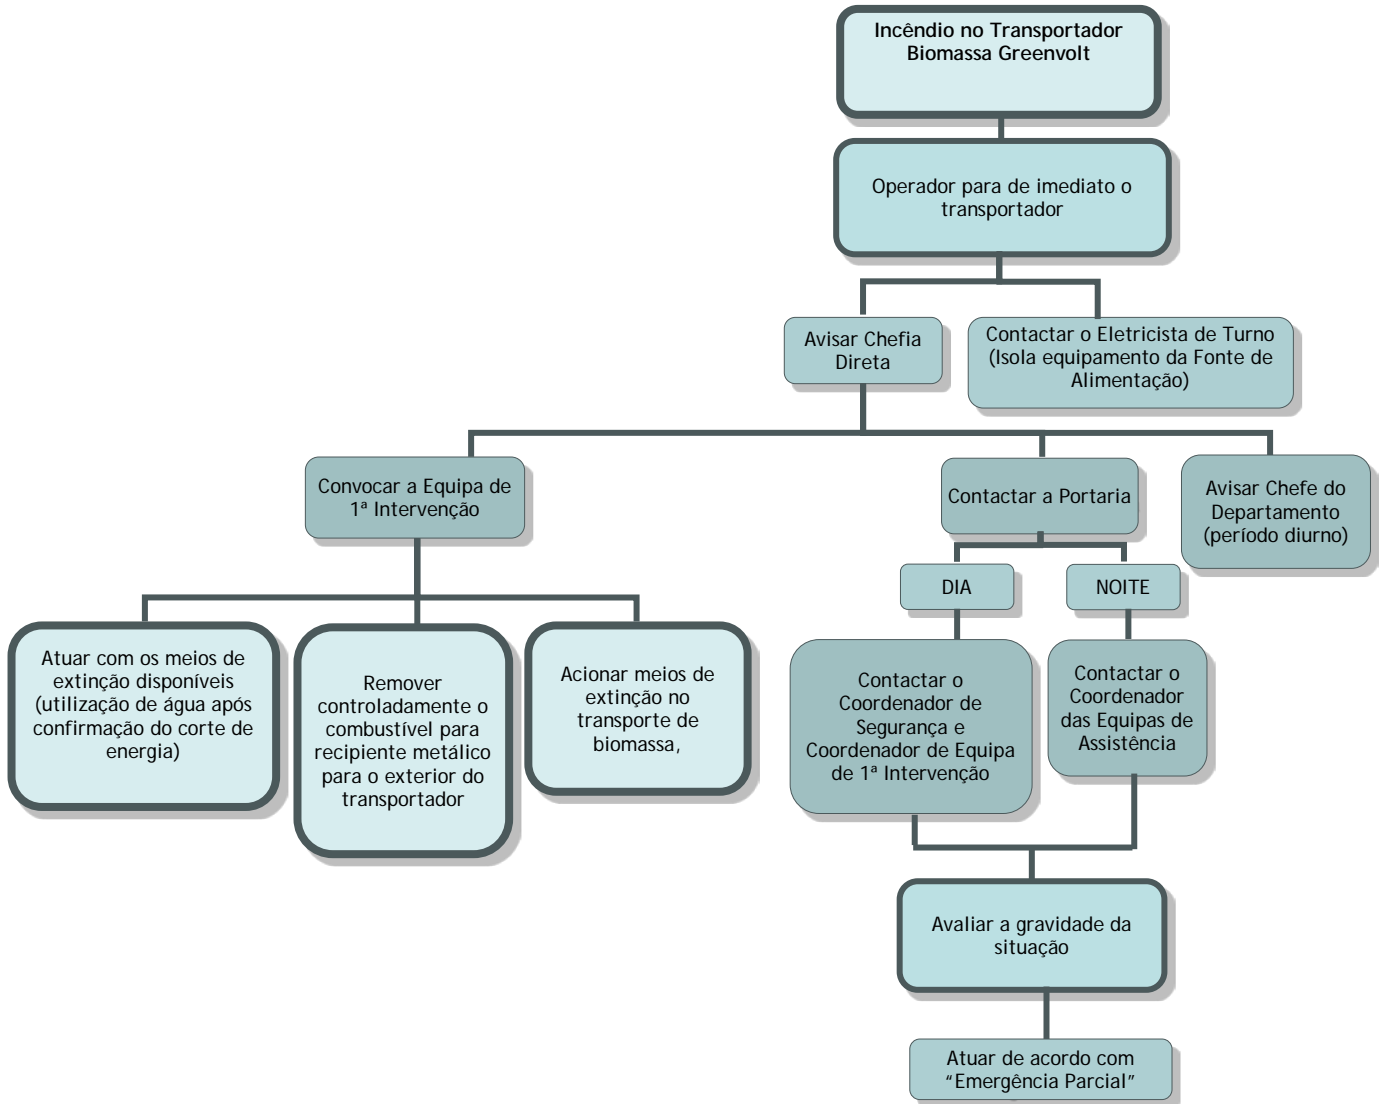 Incêndio no Transportador
Biomassa Greenvolt
Operador para de imediato o
transportador
Avisar Chefia
Direta
Contactar o Eletricista de Turno
(Isola equipamento da Fonte de
Alimentação)
Convocar a Equipa de
1ª Intervenção
Contactar a Portaria
Avisar Chefe do
Departamento
(período diurno)
DIA
NOITE
Atuar com os meios de
extinção disponíveis
(utilização de água após
confirmação do corte de
energia)
Remover
controladamente o
combustível para
recipiente metálico
para o exterior do
transportador
Acionar meios de
extinção no
transporte de
biomassa,
Contactar o
Coordenador de
Segurança e
Coordenador de Equipa
de 1ª Intervenção
Contactar o
Coordenador
das Equipas de
Assistência
Avaliar a gravidade da
situação
Atuar de acordo com
“Emergência Parcial”